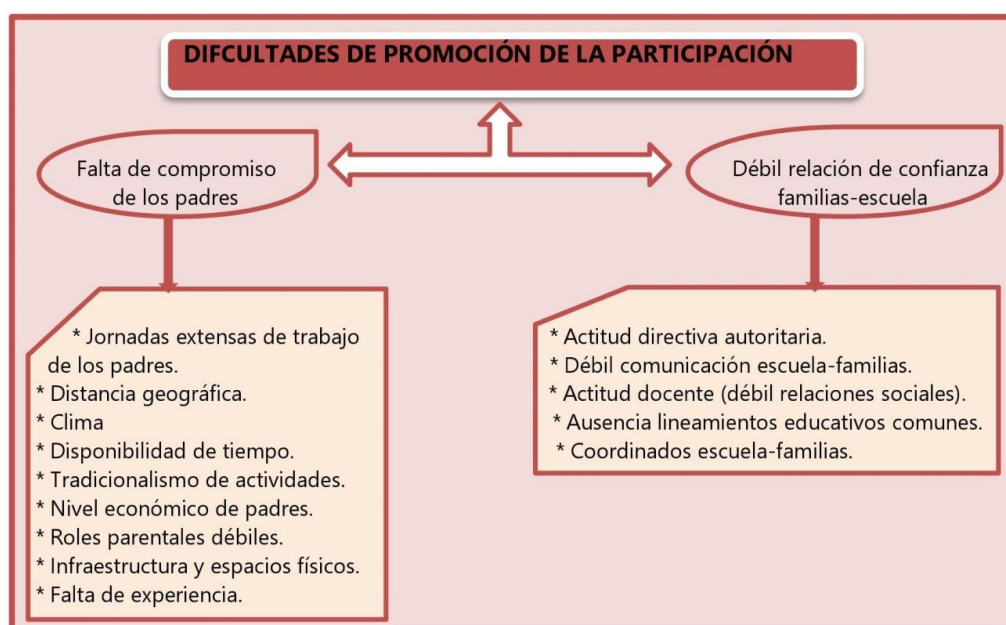 DIFCULTADES DE PROMOCIÓN DE LA PARTICIPACIÓN
Falta de compromiso
de los padres
Débil relación de confianza
familias-escuela
* Jornadas extensas de trabajo
de los padres.
* Distancia geográfica.
* Clima
* Disponibilidad de tiempo.
* Tradicionalismo de actividades.
* Nivel económico de padres.
* Roles parentales débiles.
* Infraestructura y espacios físicos.
* Falta de experiencia.
* Actitud directiva autoritaria.
* Débil comunicación escuela-familias.
* Actitud docente (débil relaciones sociales).
* Ausencia lineamientos educativos comunes.
* Coordinados escuela-familias.